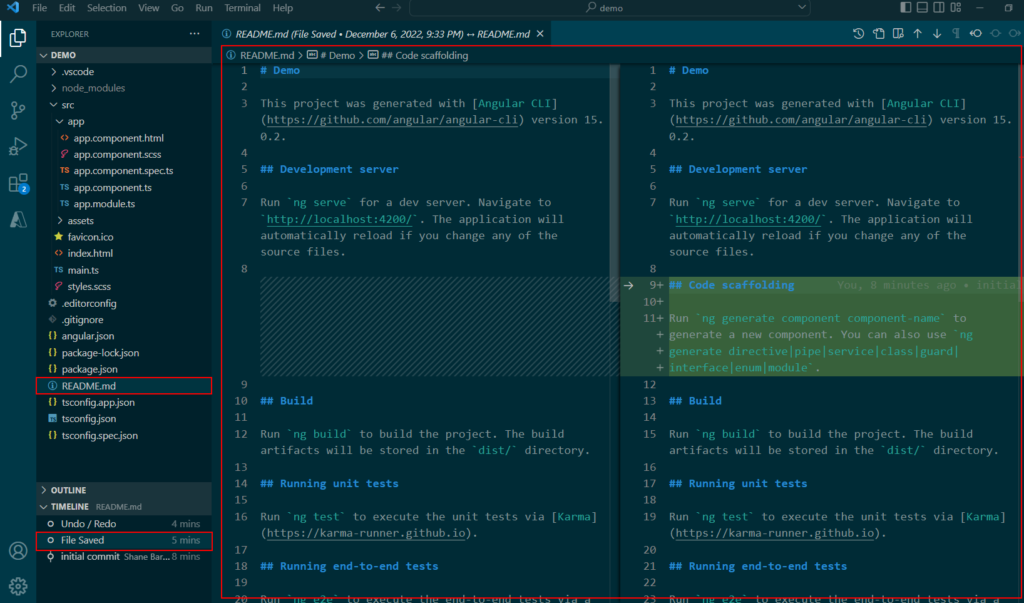 File Edit Selection View Go Run Terminal Help
demo
EXPLORER
DEMO
.vscode
node_modules
src
app
app.component.html
app.component.scss
TS app.component.spec.ts
TS app.component.ts
TS app.module.ts
assets
favicon.ico
index.html
TS main.ts
styles.scss
.editorconfig
.gitignore
{} angular.json
{} package-lock.json
{} package.json
README.md
{} tsconfig.app.json
TS tsconfig.json
{} tsconfig.spec.json
2
OUTLINE
TIMELINE README.md
Undo / Redo 4 mins
File Saved 5 mins
initial commit Shane Bar... 8 mins
README.md (File Saved • December 6, 2022, 9:33 PM) ↔ README.md
README.md > # Demo > ## Code scaffolding
1 # Demo
2
3 This project was generated with [Angular CLI]
(https://github.com/angular/angular-cli) version 15.
0.2.
4
5 ## Development server
6
7 Run `ng serve` for a dev server. Navigate to
`http://localhost:4200/`. The application will
automatically reload if you change any of the
source files.
8
9
10 ## Build
11
12 Run `ng build` to build the project. The build
artifacts will be stored in the `dist/` directory.
13
14 ## Running unit tests
15
16 Run `ng test` to execute the unit tests via [Karma]
(https://karma-runner.github.io).
17
18 ## Running end-to-end tests
19
20 Run `ng e2e` to execute the end-to-end tests via a
1 # Demo
2
3 This project was generated with [Angular CLI]
(https://github.com/angular/angular-cli) version 15.
0.2.
4
5 ## Development server
6
7 Run `ng serve` for a dev server. Navigate to
`http://localhost:4200/`. The application will
automatically reload if you change any of the
source files.
8
9+ ## Code scaffolding You, 8 minutes ago • initia
10+
11+ Run `ng generate component component-name` to
+ generate a new component. You can also use `ng
+ generate directive|pipe|service|class|guard|
+ interface|enum|module`.
12
13 ## Build
14
15 Run `ng build` to build the project. The build
artifacts will be stored in the `dist/` directory.
16
17 ## Running unit tests
18
19 Run `ng test` to execute the unit tests via [Karma]
(https://karma-runner.github.io).
20
21 ## Running end-to-end tests
22
23 Run `ng e2e` to execute the end-to-end tests via a